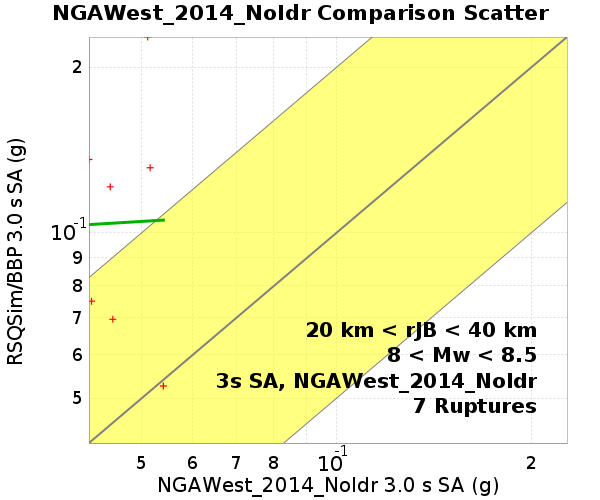 NGAWest_2014_NoIdr Comparison Scatter
RSQSim/BBP 3.0 s SA (g)
2
10^-1
9
8
7
6
5
20 km < rJB < 40 km
8 < Mw < 8.5
3s SA, NGAWest_2014_NoIdr
7 Ruptures
5 6 7 8 10^-1 2
NGAWest_2014_NoIdr 3.0 s SA (g)